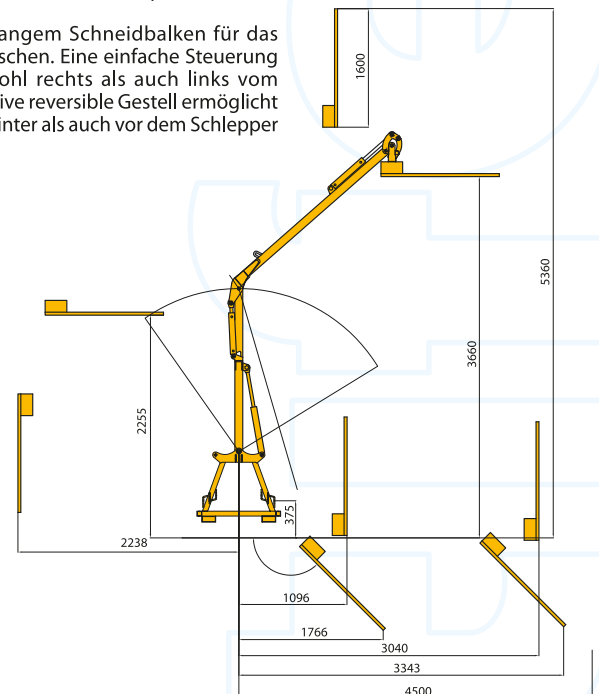 angem Schneidbalken für das
schen. Eine einfache Steuerung
ohl rechts als auch links vom
ive reversible Gestell ermöglicht
inter als auch vor dem Schlepper
1600
5360
3660
2255
375
2238
1096
1766
3040
3343
4500